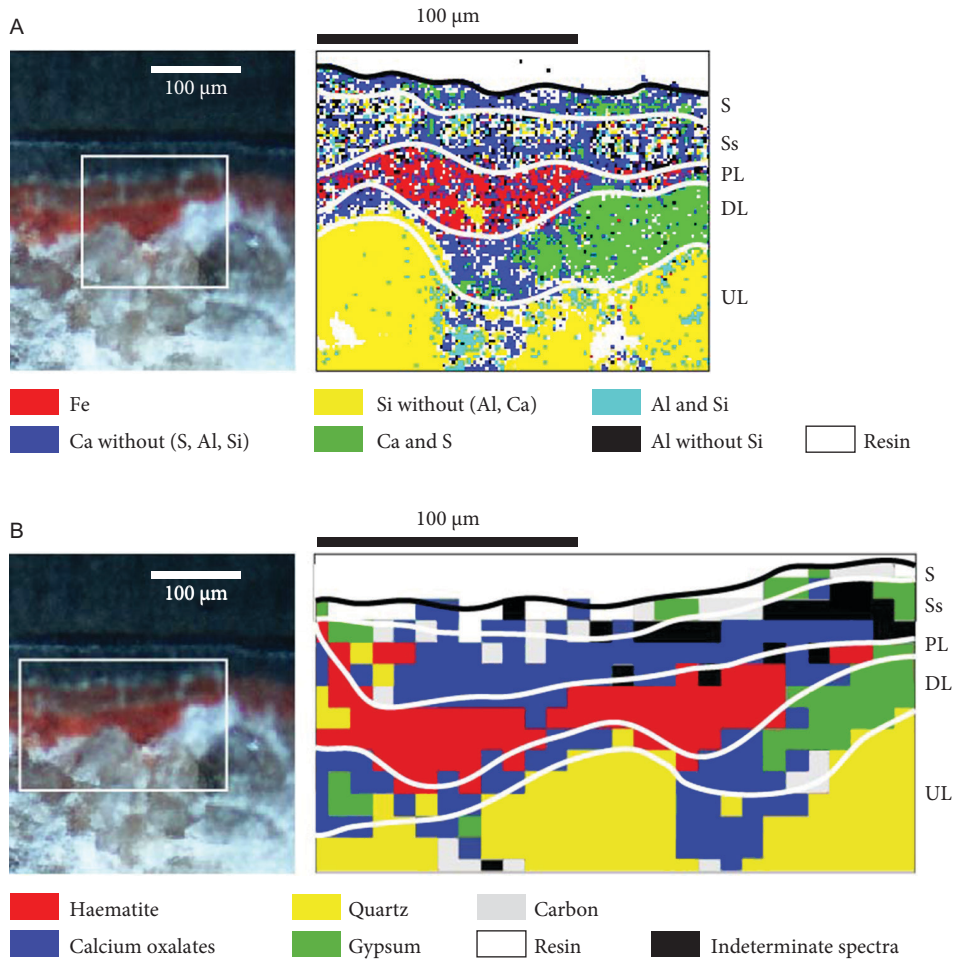 A
100 μm
100 μm
S
Ss
PL
DL
UL
Fe
Si without (Al, Ca)
Al and Si
Ca without (S, Al, Si)
Ca and S
Al without Si
Resin
B
100 μm
100 μm
S
Ss
PL
DL
UL
Haematite
Quartz
Carbon
Calcium oxalates
Gypsum
Resin
Indeterminate spectra